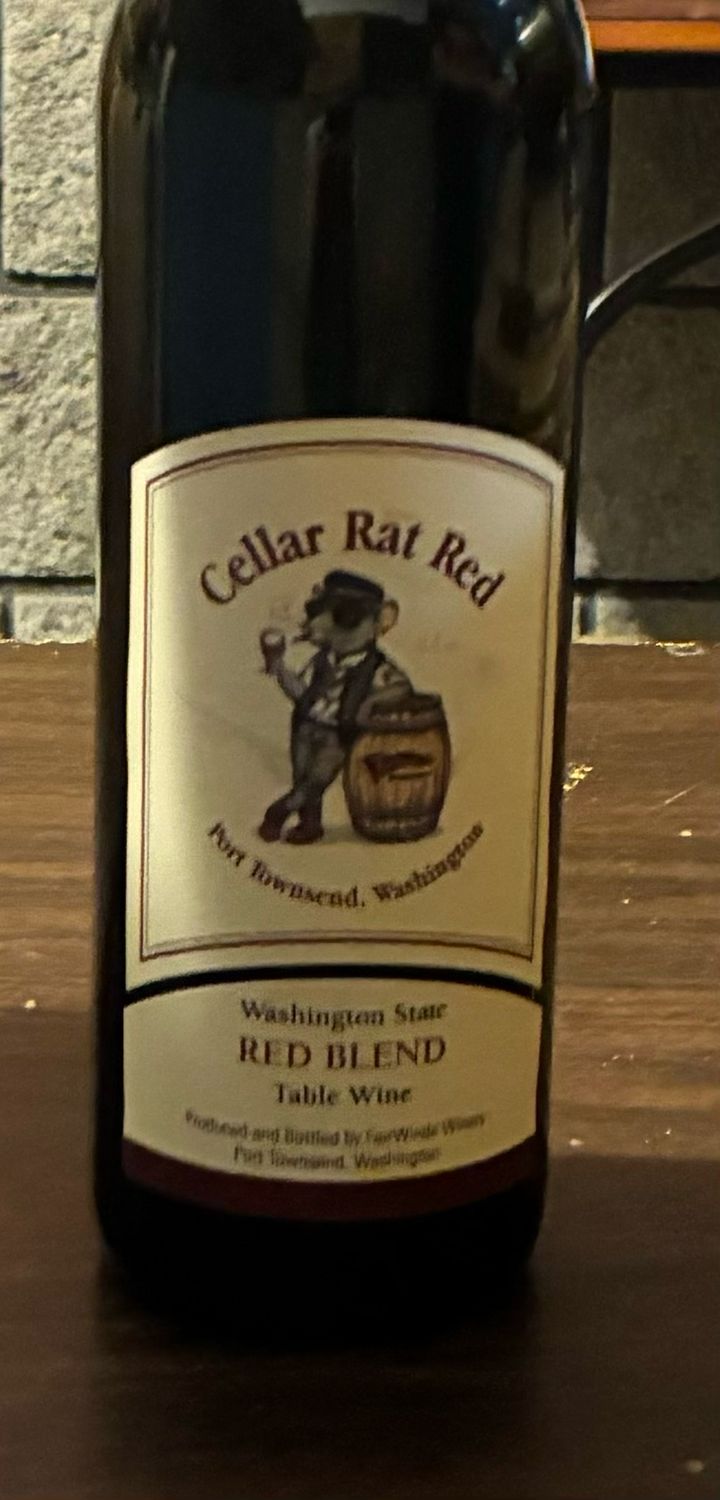 Cellar Rat Red
Port Townsend, Washington
Washington State
RED BLEND
Table Wine
Produced and Bottled by FairWinds Winery
Port Townsend, Washington